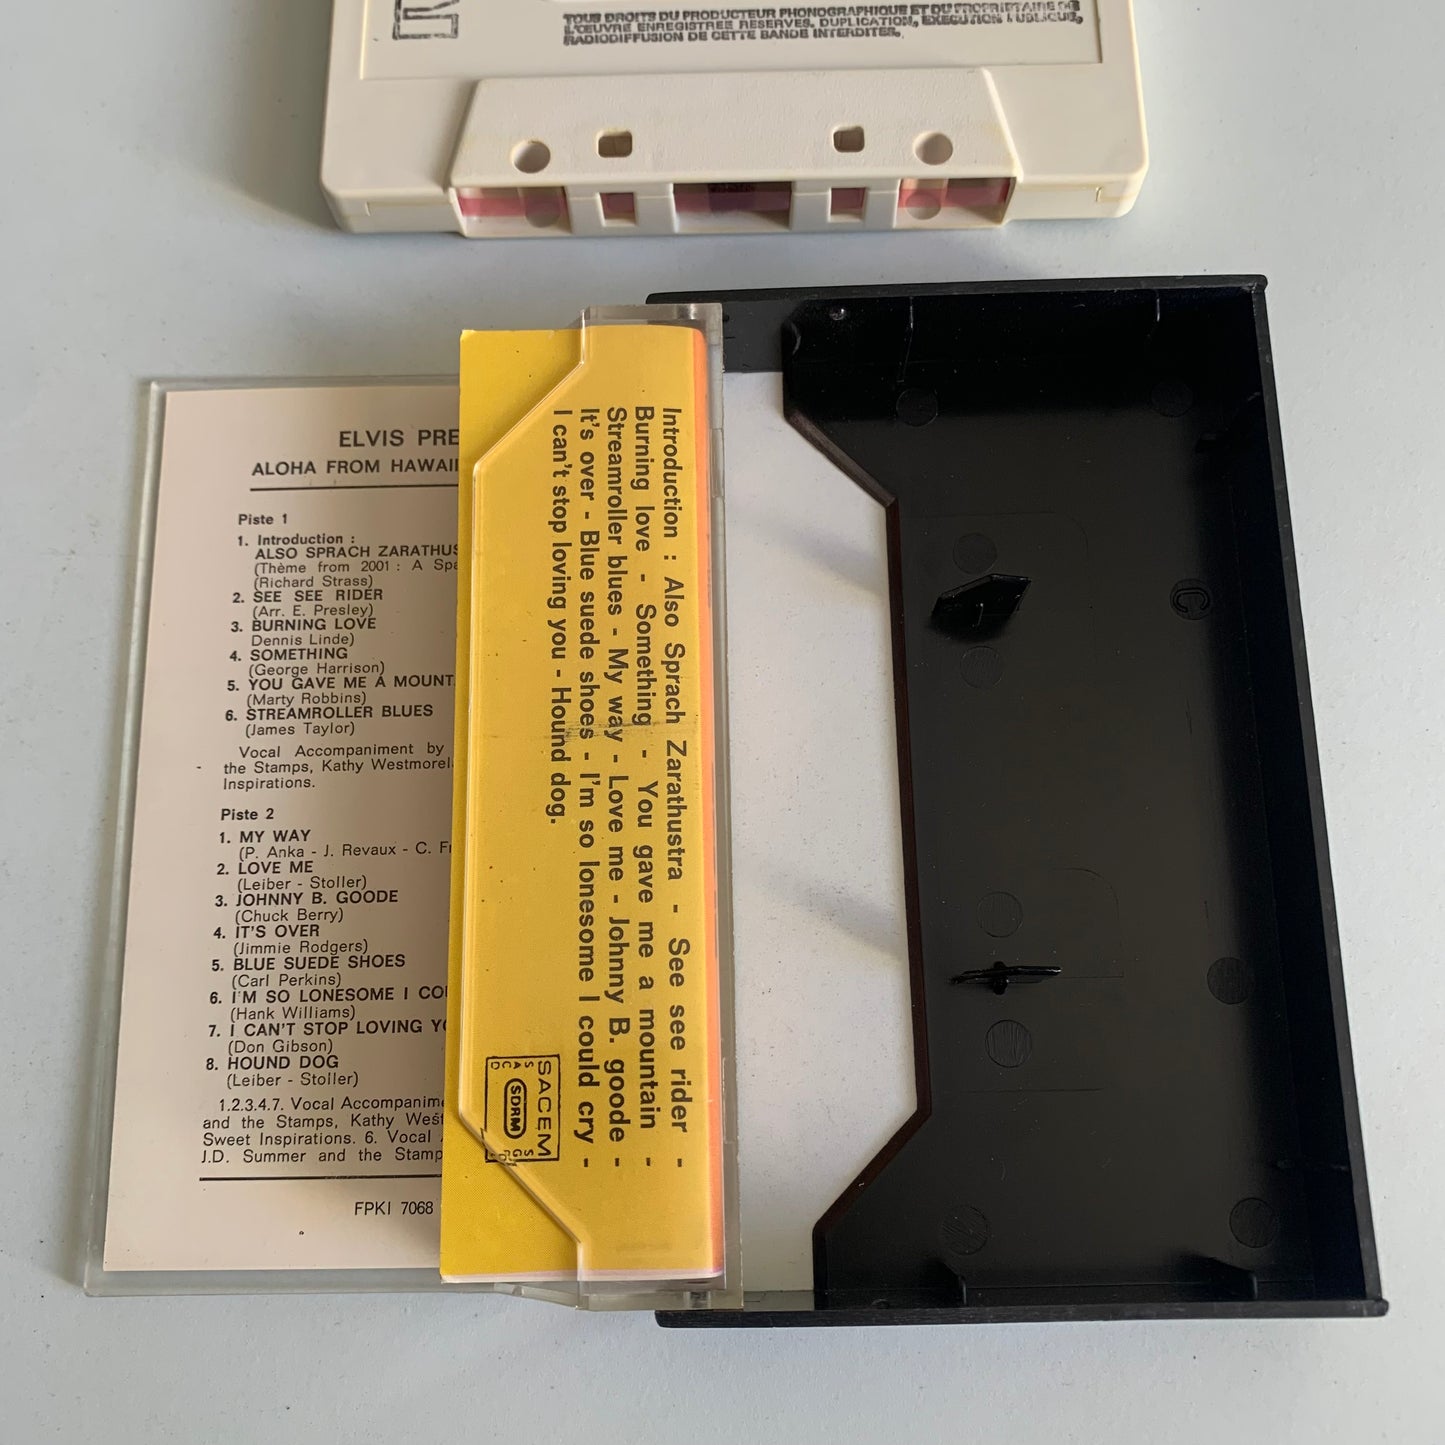 TOUS DROITS DU PRODUCTEUR PHONOGRAPHIQUE ET DU PROPRIETAIRE DE
L'ŒUVRE ENREGISTREE RESERVES. DUPLICATION, EXECUTION PUBLIQUE,
RADIODIFFUSION DE CETTE BANDE INTERDITES.
ELVIS PRE
ALOHA FROM HAWAII
Piste 1
1. Introduction :
ALSO SPRACH ZARATHUS
(Thème from 2001 : A Spa
(Richard Strass)
2. SEE SEE RIDER
(Arr. E. Presley)
3. BURNING LOVE
Dennis Linde)
4. SOMETHING
(George Harrison)
5. YOU GAVE ME A MOUNT
(Marty Robbins)
6. STREAMROLLER BLUES
(James Taylor)
Vocal Accompaniment by
the Stamps, Kathy Westmorel
Inspirations.
Piste 2
1. MY WAY
(P. Anka - J. Revaux - C. Fr
2. LOVE ME
(Leiber - Stoller)
3. JOHNNY B. GOODE
(Chuck Berry)
4. IT'S OVER
(Jimmie Rodgers)
5. BLUE SUEDE SHOES
(Carl Perkins)
6. I'M SO LONESOME I COU
(Hank Williams)
7. I CAN'T STOP LOVING YO
(Don Gibson)
8. HOUND DOG
(Leiber - Stoller)
1.2.3.4.7. Vocal Accompanime
and the Stamps, Kathy West
Sweet Inspirations. 6. Vocal
J.D. Summer and the Stamp
FPKI 7068
Introduction : Also Sprach Zarathustra - See see rider -
Burning love - Something - You gave me a mountain -
Streamroller blues - My way - Love me - Johnny B. goode -
It's over - Blue suede shoes - I'm so lonesome I could cry -
I can't stop loving you - Hound dog.
SACEM
SACD
SDRM
SGDL
C